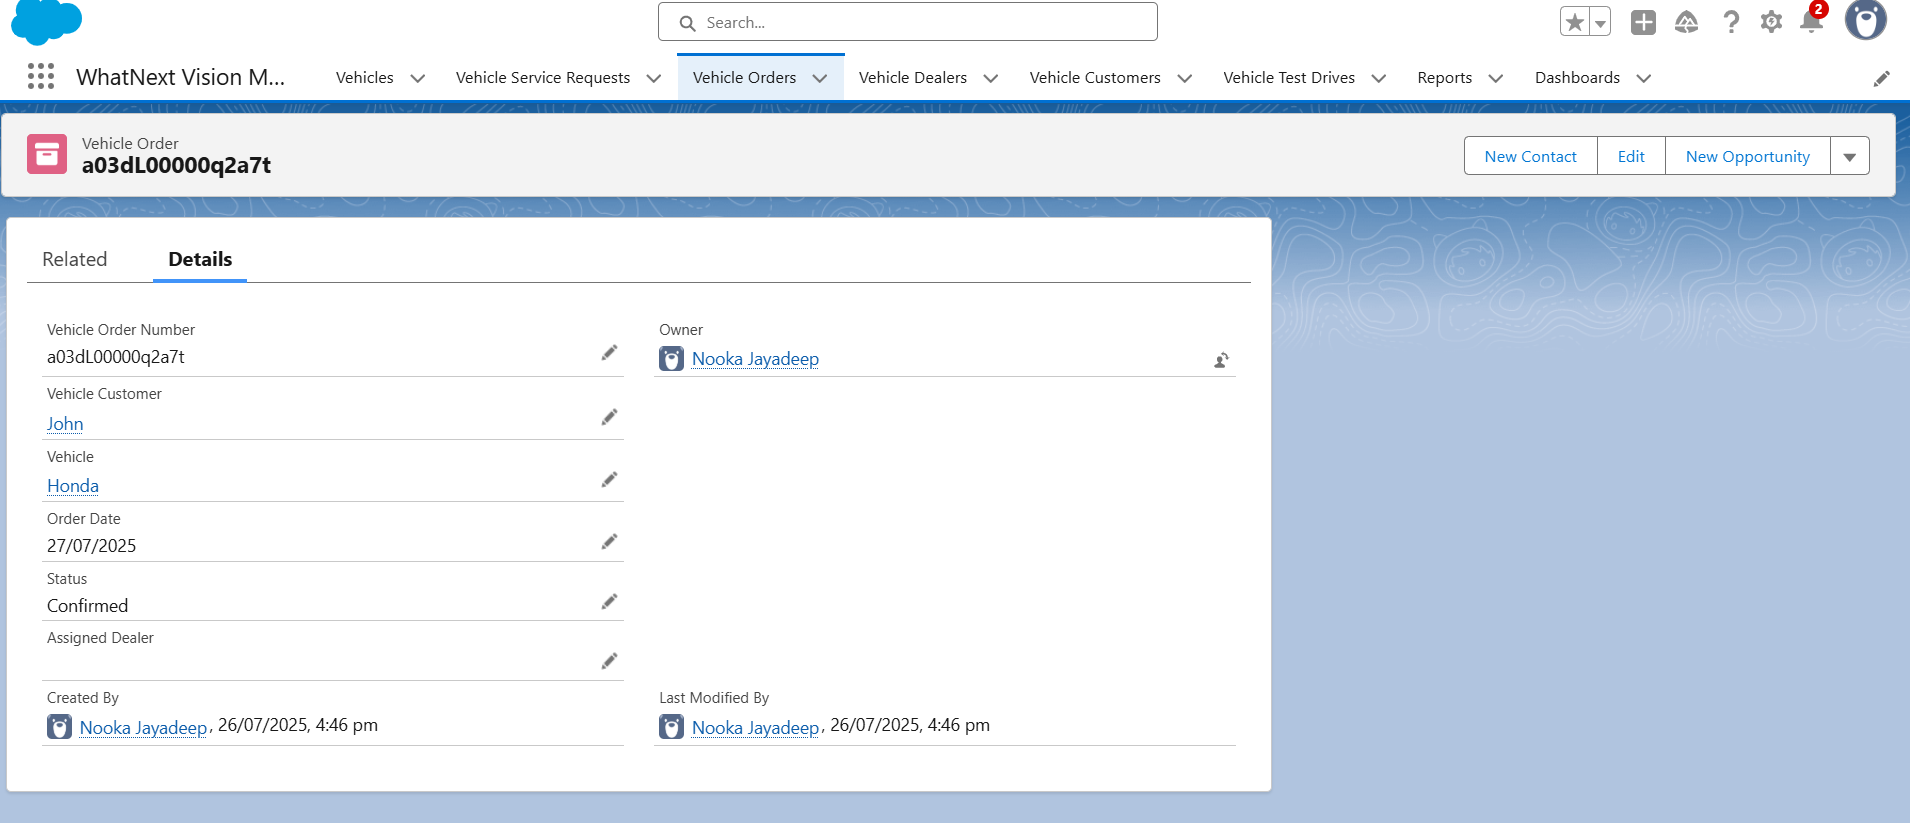 Search...
2
WhatNext Vision M...
Vehicles
Vehicle Service Requests
Vehicle Orders
Vehicle Dealers
Vehicle Customers
Vehicle Test Drives
Reports
Dashboards
Vehicle Order
a03dL00000q2a7t
New Contact
Edit
New Opportunity
Related
Details
Vehicle Order Number
a03dL00000q2a7t
Owner
Nooka Jayadeep
Vehicle Customer
John
Vehicle
Honda
Order Date
27/07/2025
Status
Confirmed
Assigned Dealer
Created By
Nooka Jayadeep, 26/07/2025, 4:46 pm
Last Modified By
Nooka Jayadeep, 26/07/2025, 4:46 pm